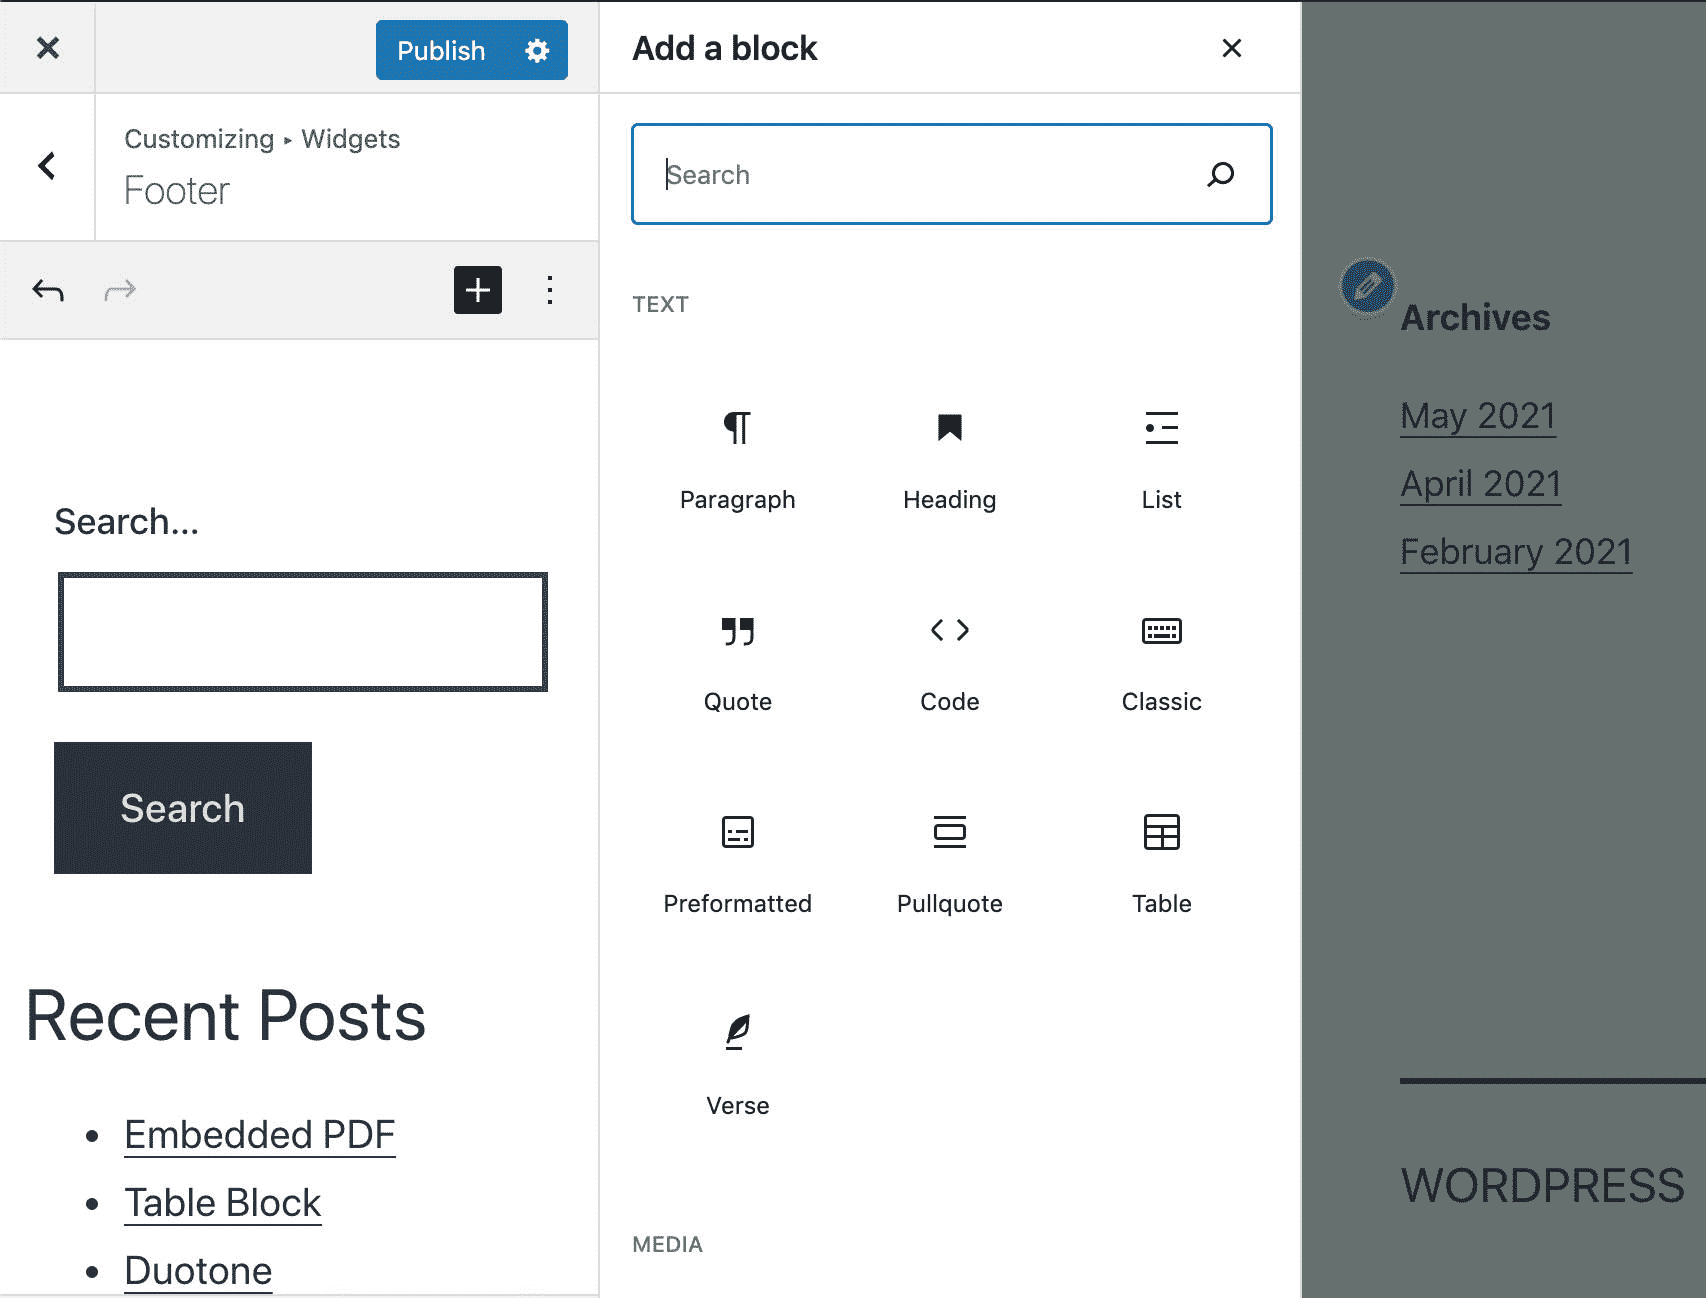 Publish
Customizing ▸ Widgets
Footer
Search...
Search
Recent Posts
Embedded PDF
Table Block
Duotone
Add a block
Search
TEXT
Paragraph
Heading
List
Quote
Code
Classic
Preformatted
Pullquote
Table
Verse
MEDIA
Archives
May 2021
April 2021
February 2021
WORDPRESS